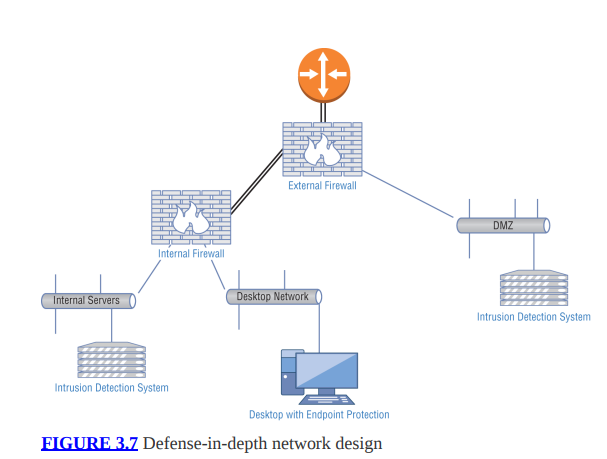 External Firewall
DMZ
Internal Firewall
Internal Servers
Desktop Network
Intrusion Detection System
Intrusion Detection System
Desktop with Endpoint Protection
FIGURE 3.7 Defense-in-depth network design